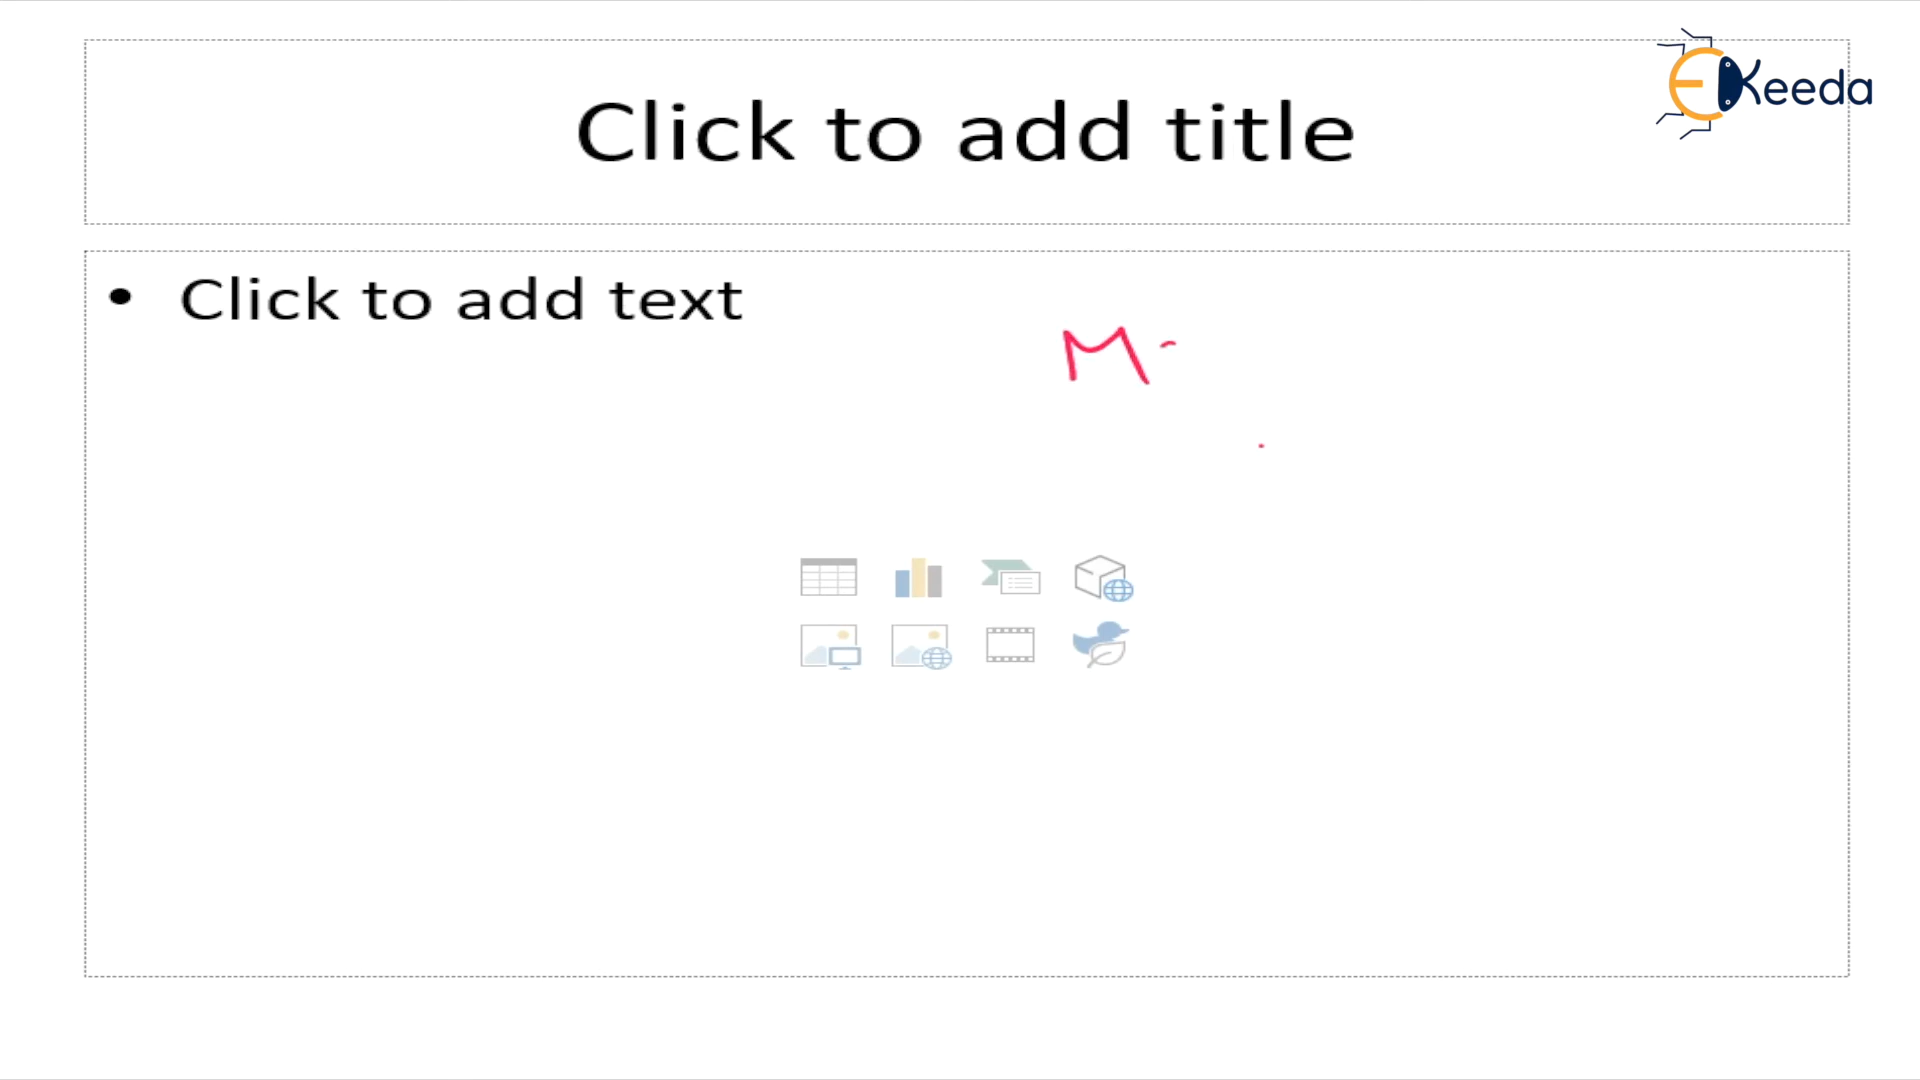 Click to add title
EKeeda
• Click to add text
M